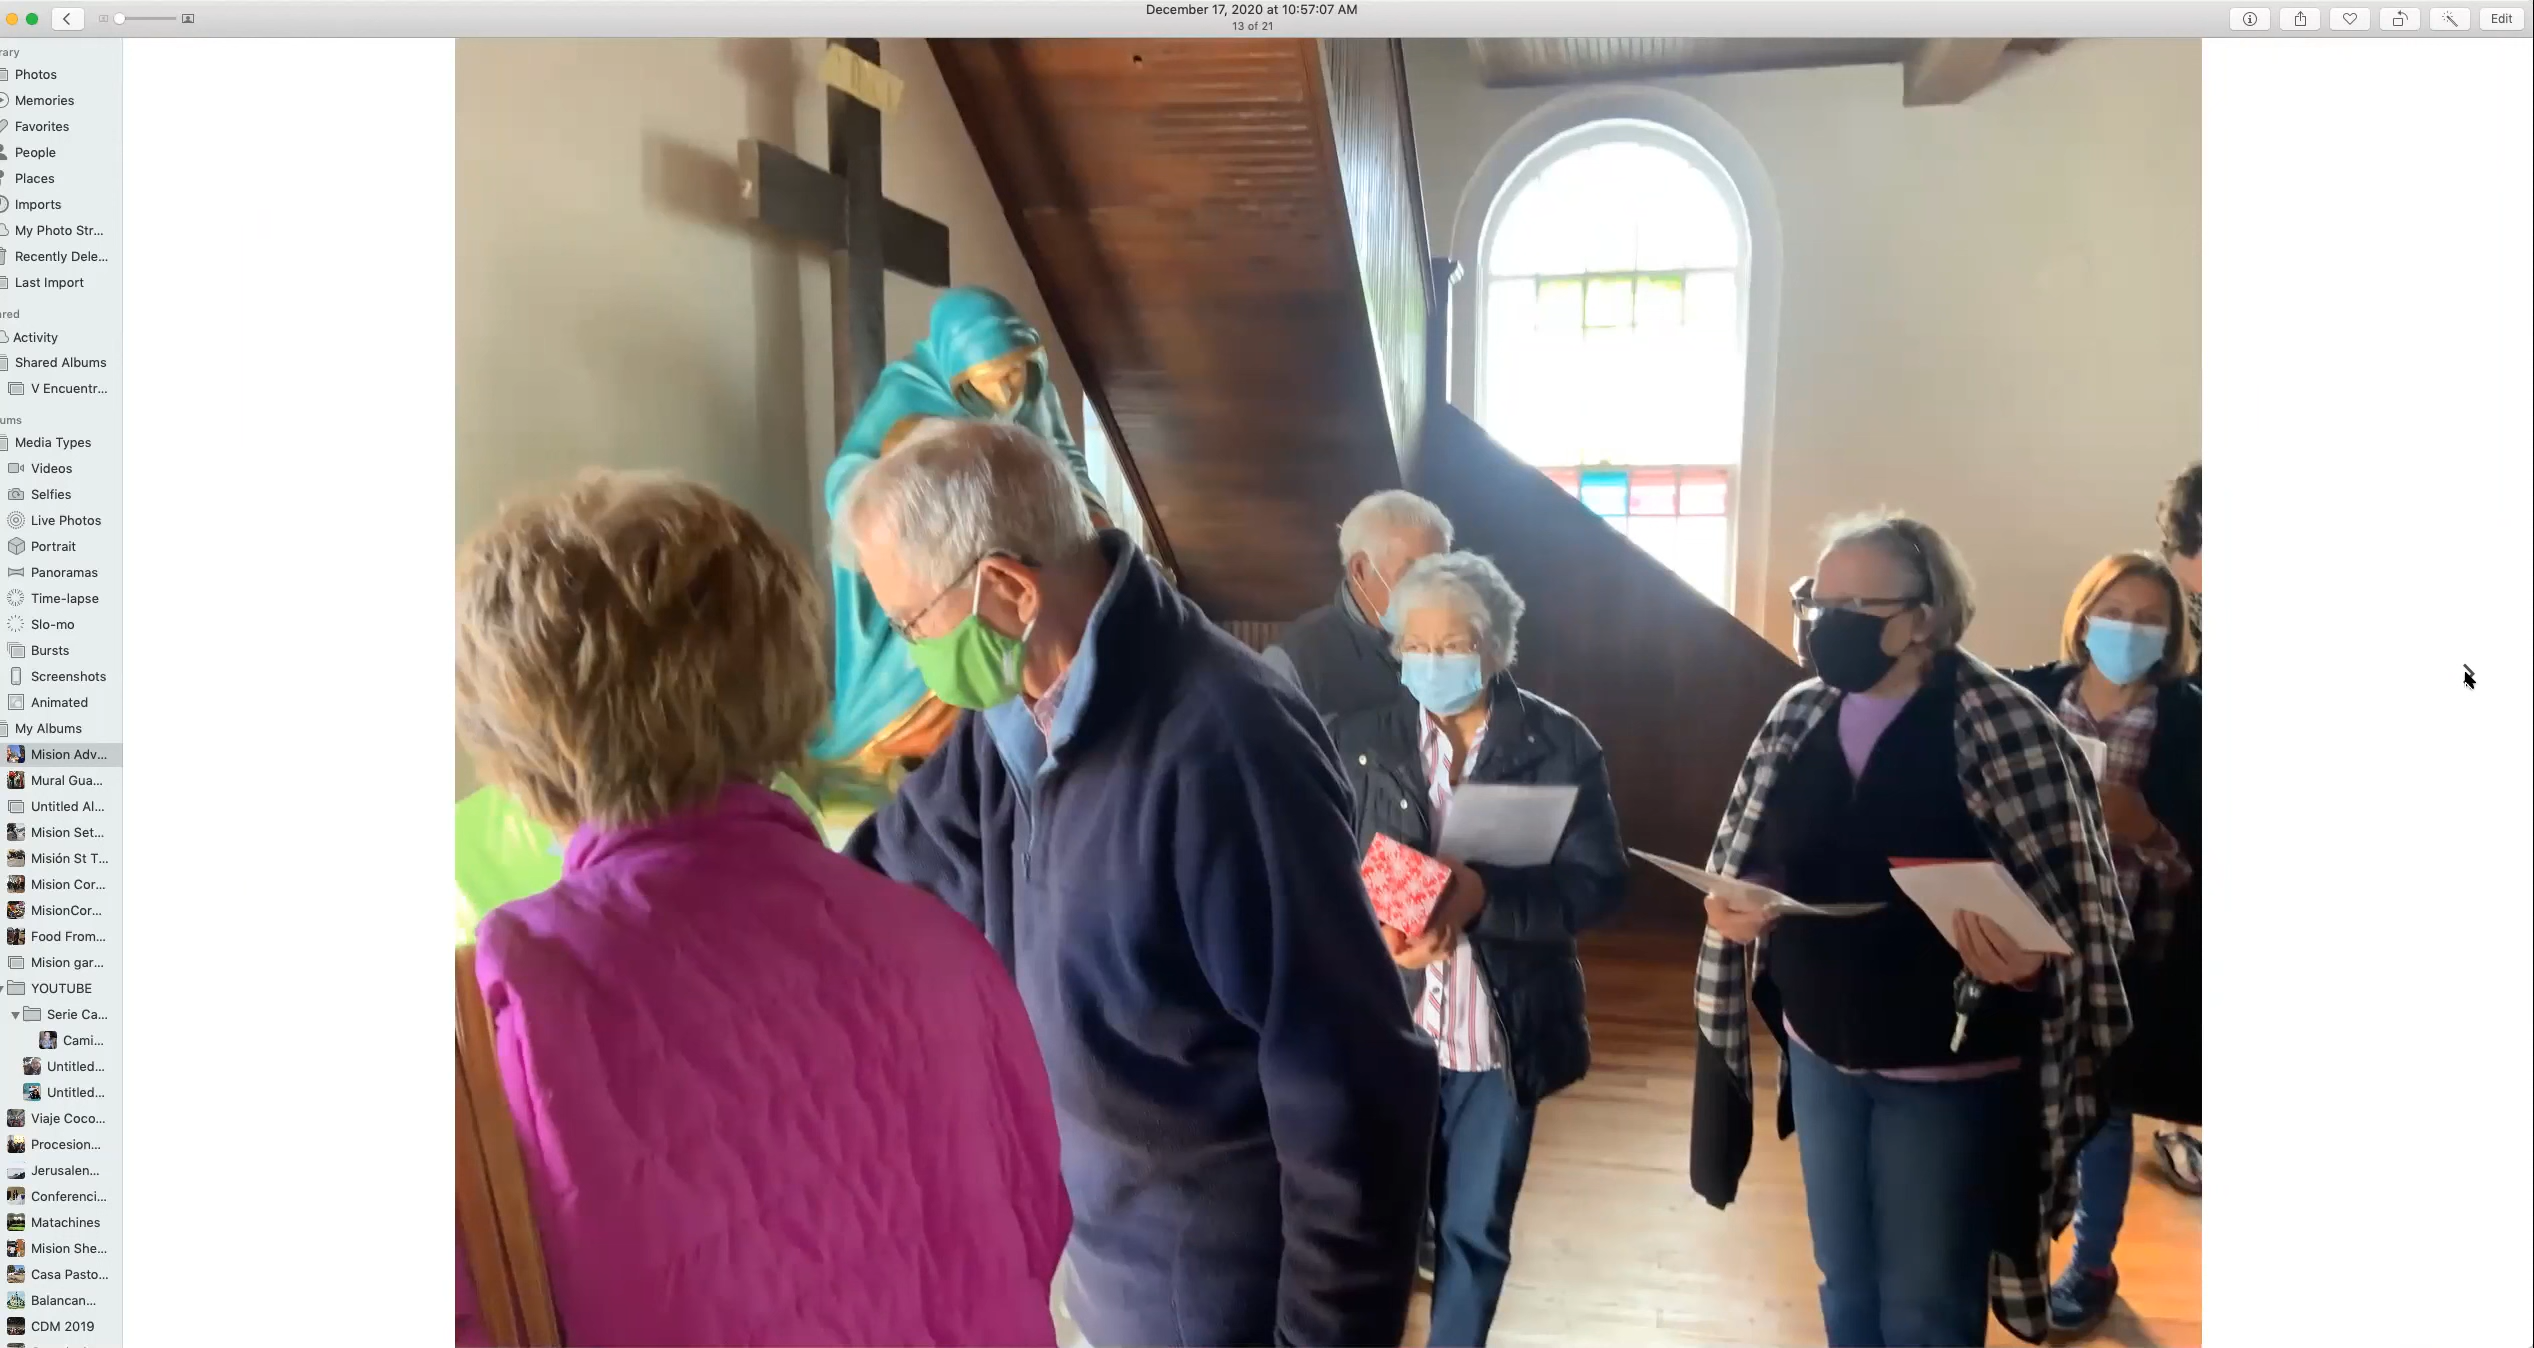 December 17, 2020 at 10:57:07 AM
13 of 21
Edit
rary
Photos
Memories
Favorites
People
Places
Imports
My Photo Str...
Recently Dele...
Last Import
ared
Activity
Shared Albums
V Encuentr...
ums
Media Types
Videos
Selfies
Live Photos
Portrait
Panoramas
Time-lapse
Slo-mo
Bursts
Screenshots
Animated
My Albums
Mision Adv...
Mural Gua...
Untitled Al...
Mision Set...
Misión St T...
Mision Cor...
MisionCor...
Food From...
Mision gar...
YOUTUBE
Serie Ca...
Cami...
Untitled...
Untitled...
Viaje Coco...
Procesion...
Jerusalen...
Conferenci...
Matachines
Mision She...
Casa Pasto...
Balancan...
CDM 2019